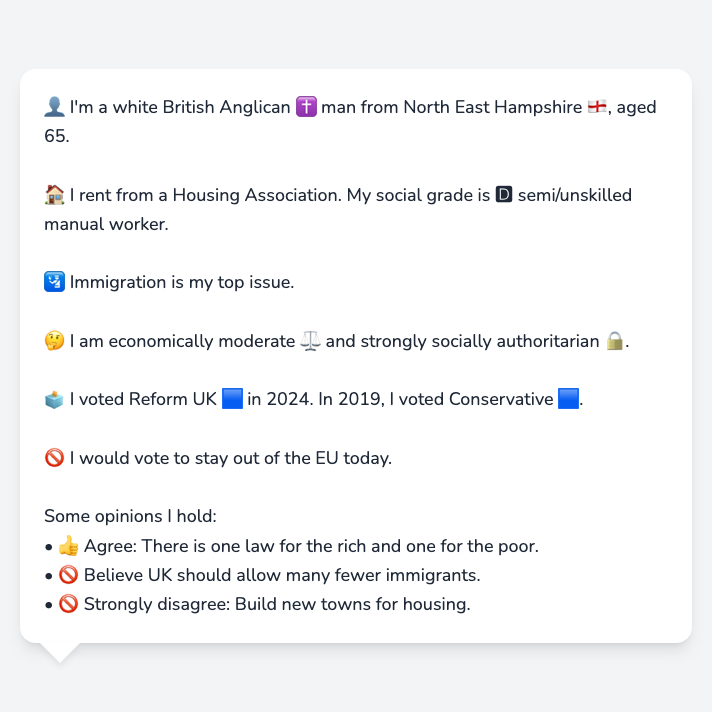 👤 I'm a white British Anglican ✝️ man from North East Hampshire 🏴󠁧󠁢󠁥󠁮󠁧󠁿, aged
65.
🏠 I rent from a Housing Association. My social grade is D semi/unskilled
manual worker.
🛂 Immigration is my top issue.
🤔 I am economically moderate ⚖️ and strongly socially authoritarian 🔒.
🗳️ I voted Reform UK 🟦 in 2024. In 2019, I voted Conservative 🟦.
🚫 I would vote to stay out of the EU today.
Some opinions I hold:
• 👍 Agree: There is one law for the rich and one for the poor.
• 🚫 Believe UK should allow many fewer immigrants.
• 🚫 Strongly disagree: Build new towns for housing.